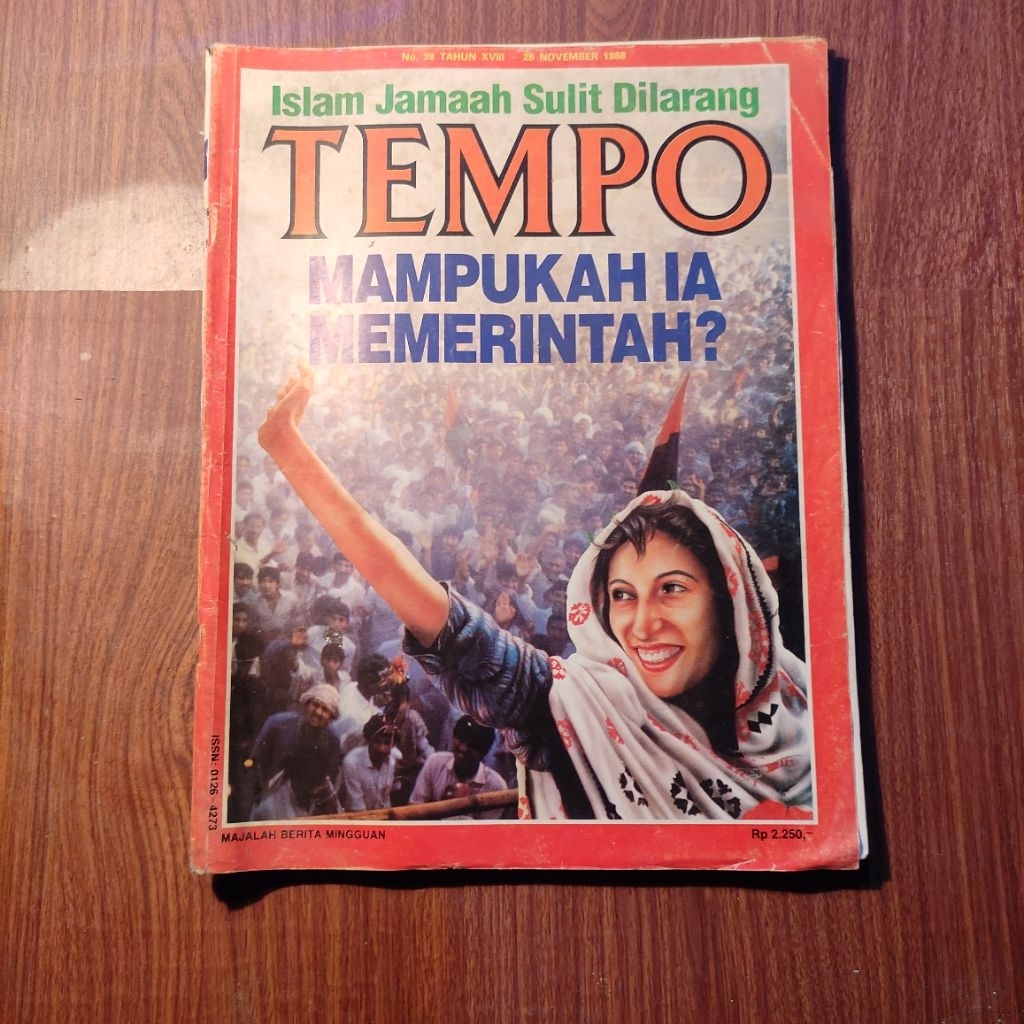 No. 39 TAHUN XVIII - 26 NOVEMBER 1988
Islam Jamaah Sulit Dilarang
TEMPO
MAMPUKAH IA
MEMERINTAH?
ISSN: 0126 - 4273
MAJALAH BERITA MINGGUAN
Rp 2.250,-